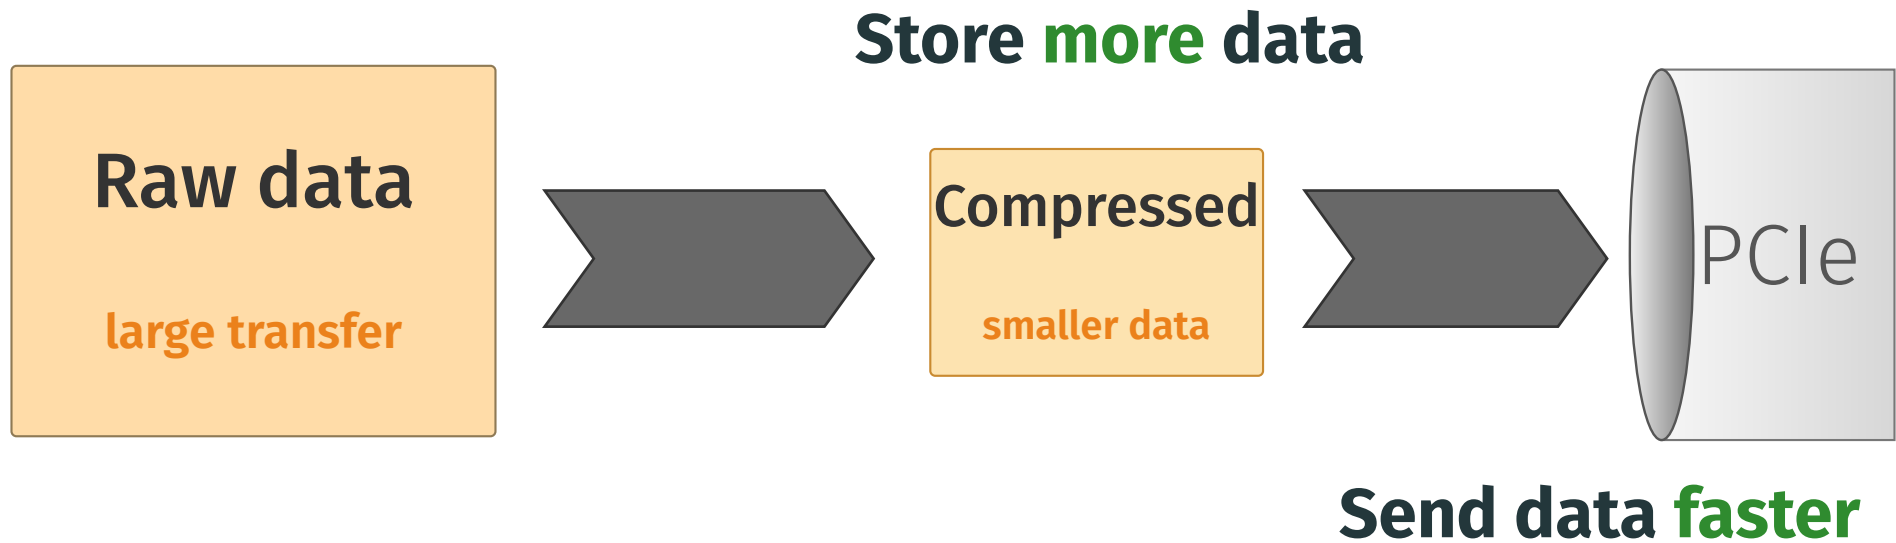 Store more data
Raw data
large transfer
Compressed
smaller data
PCIe
Send data faster